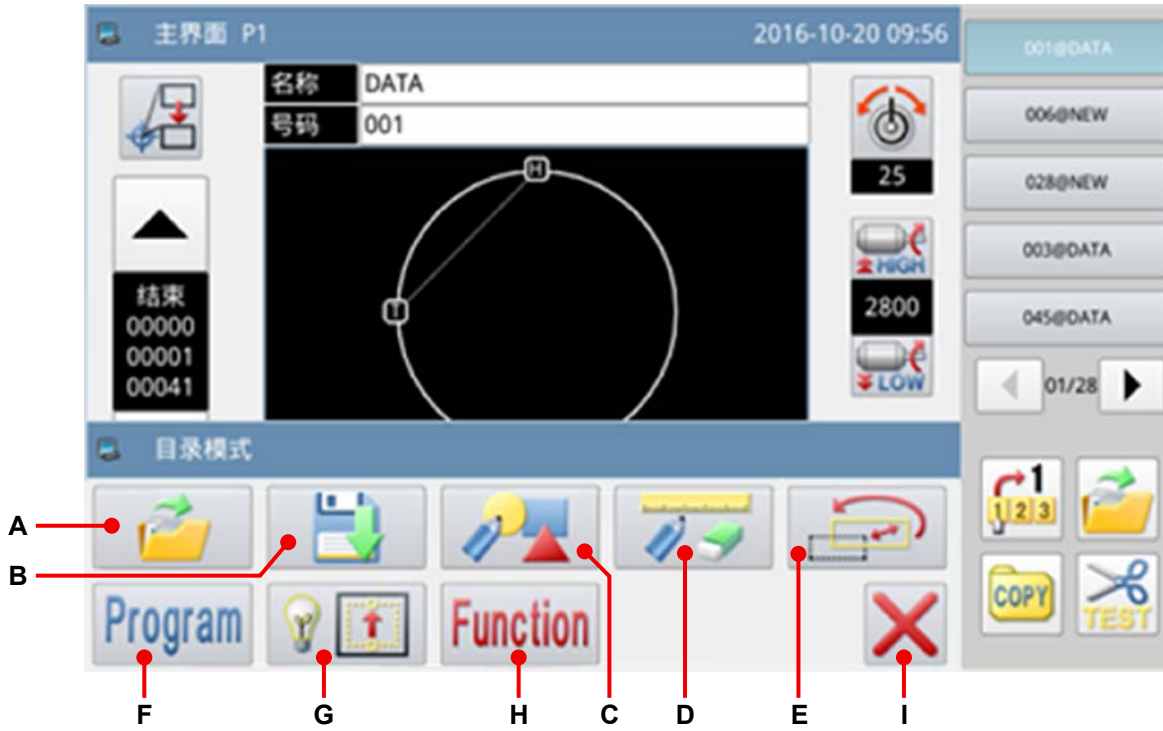 主界面 P1
2016-10-20 09:56
名称 DATA
号码 001
H
T
结束
00000
00001
00041
25
HIGH
2800
LOW
001@DATA
006@NEW
028@NEW
003@DATA
045@DATA
01/28
1
1 2 3
COPY
TEST
目录模式
Program
Function
A
B
F
G
H
C
D
E
I